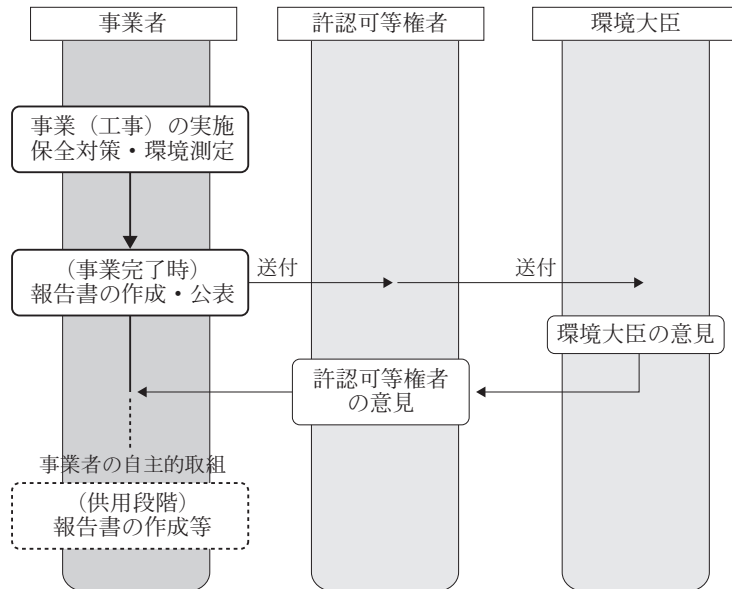 事業者
許認可等権者
環境大臣
事業(工事)の実施
保全対策・環境測定
(事業完了時)
報告書の作成・公表
送付
送付
環境大臣の意見
許認可等権者
の意見
事業者の自主的取組
(供用段階)
報告書の作成等